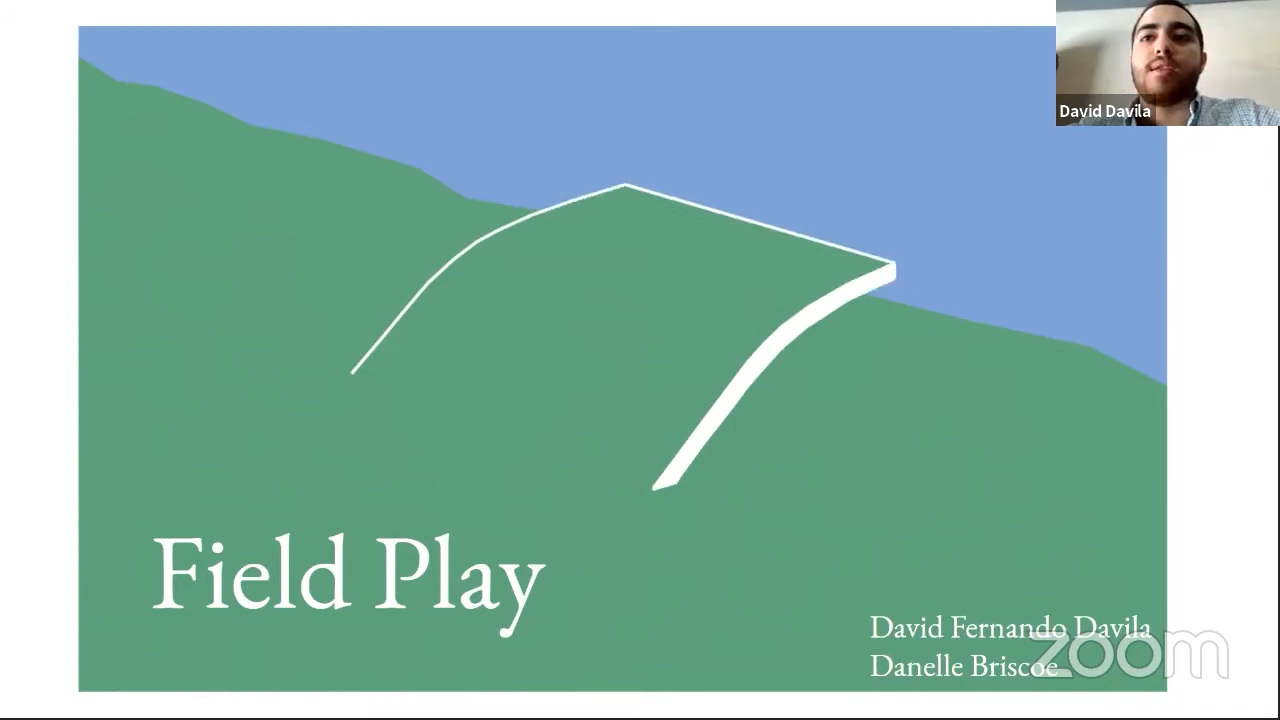 David Davila
Field Play
David Fernando Davila
Danelle Briscoe
zoom